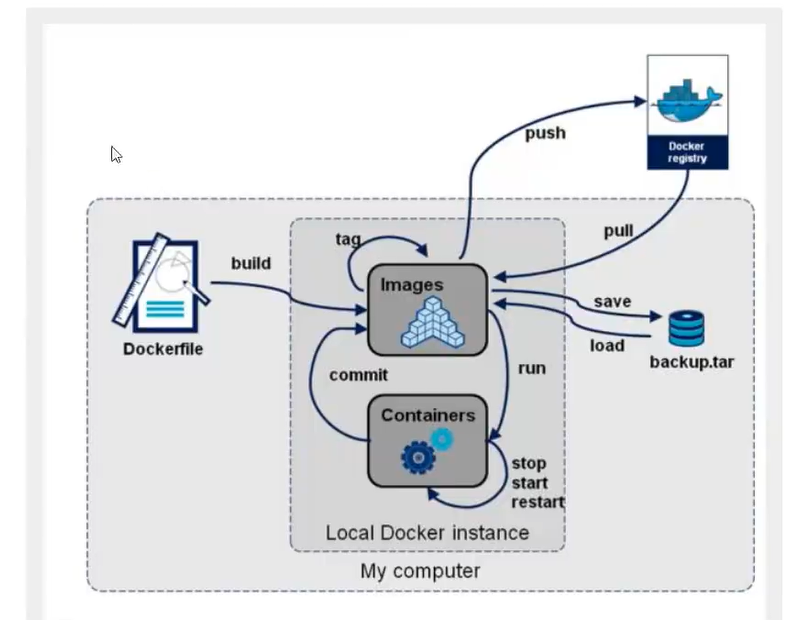 push
Docker
registry
pull
tag
build
Images
save
load
backup.tar
Dockerfile
commit
run
Containers
stop
start
restart
Local Docker instance
My computer